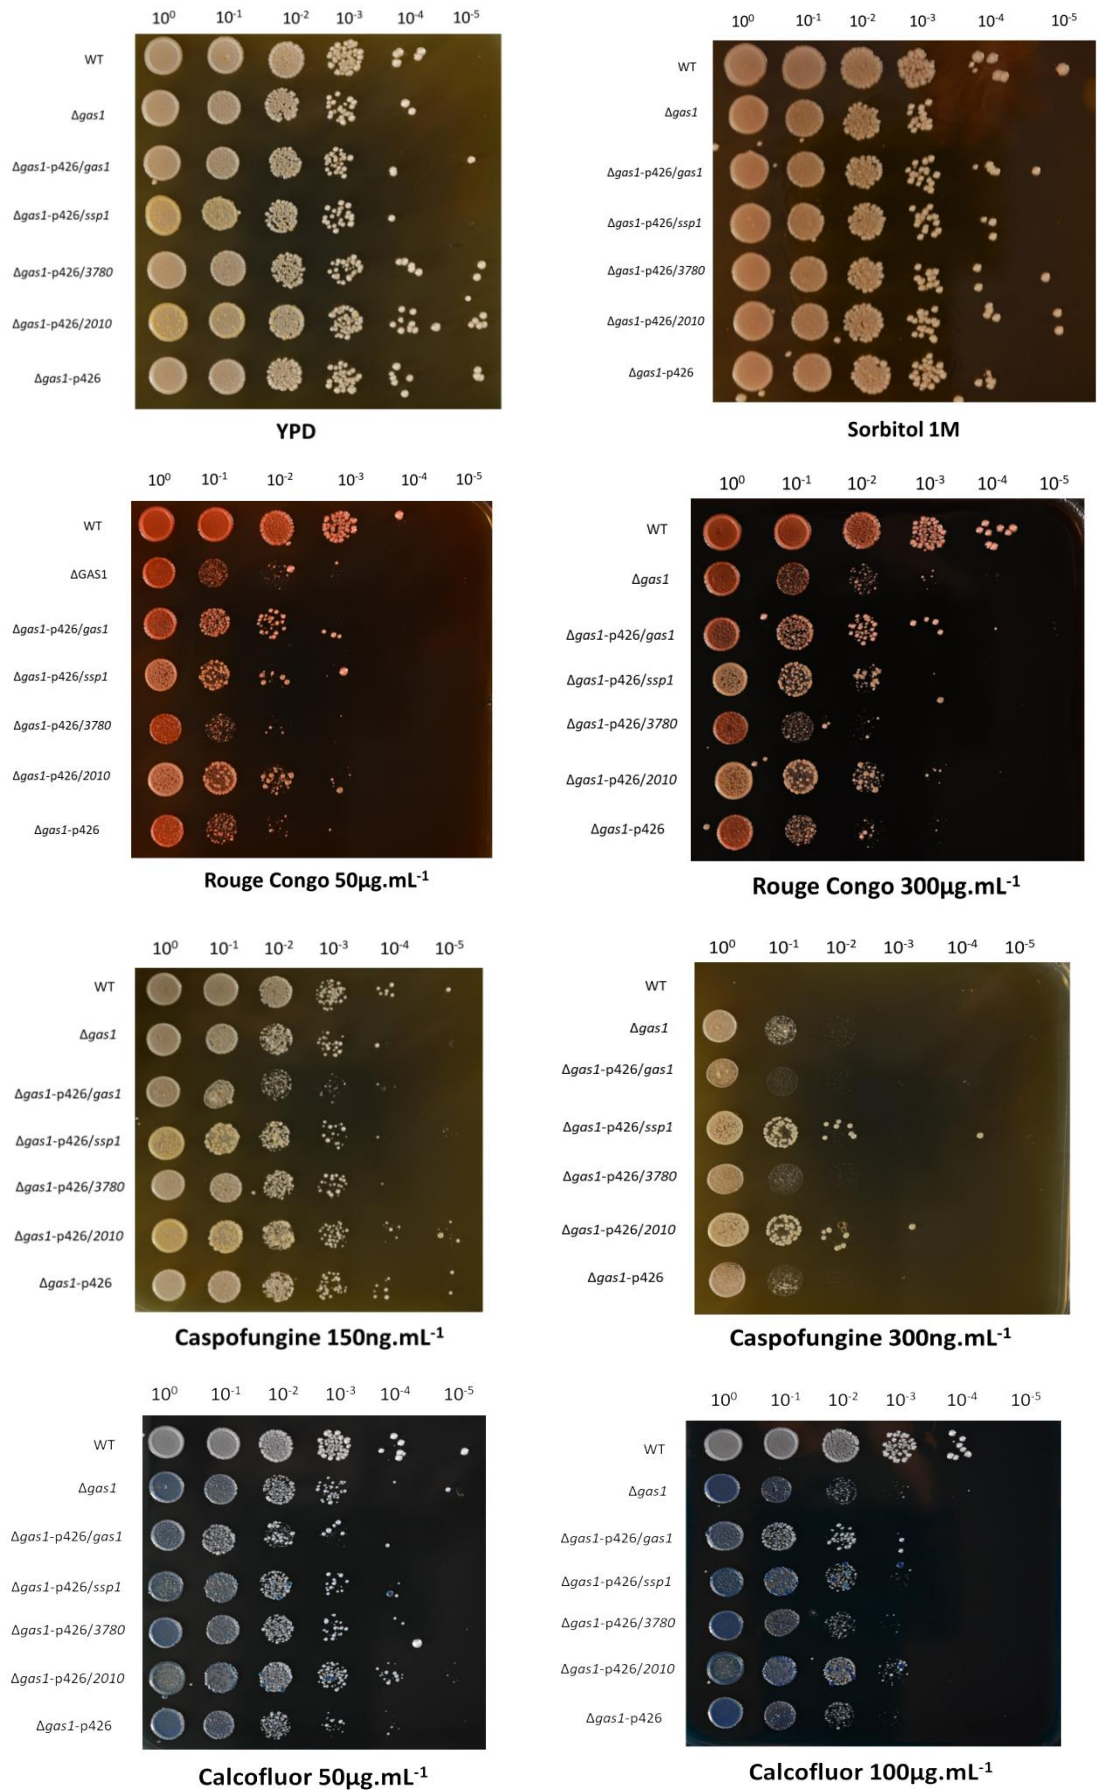 10⁰ 10⁻¹ 10⁻² 10⁻³ 10⁻⁴ 10⁻⁵
WT
Δgas1
Δgas1-p426/gas1
Δgas1-p426/ssp1
Δgas1-p426/3780
Δgas1-p426/2010
Δgas1-p426
YPD
10⁰ 10⁻¹ 10⁻² 10⁻³ 10⁻⁴ 10⁻⁵
WT
Δgas1
Δgas1-p426/gas1
Δgas1-p426/ssp1
Δgas1-p426/3780
Δgas1-p426/2010
Δgas1-p426
Sorbitol 1M
10⁰ 10⁻¹ 10⁻² 10⁻³ 10⁻⁴ 10⁻⁵
WT
ΔGAS1
Δgas1-p426/gas1
Δgas1-p426/ssp1
Δgas1-p426/3780
Δgas1-p426/2010
Δgas1-p426
Rouge Congo 50µg.mL⁻¹
10⁰ 10⁻¹ 10⁻² 10⁻³ 10⁻⁴ 10⁻⁵
WT
Δgas1
Δgas1-p426/gas1
Δgas1-p426/ssp1
Δgas1-p426/3780
Δgas1-p426/2010
Δgas1-p426
Rouge Congo 300µg.mL⁻¹
10⁰ 10⁻¹ 10⁻² 10⁻³ 10⁻⁴ 10⁻⁵
WT
Δgas1
Δgas1-p426/gas1
Δgas1-p426/ssp1
Δgas1-p426/3780
Δgas1-p426/2010
Δgas1-p426
Caspofungine 150ng.mL⁻¹
10⁰ 10⁻¹ 10⁻² 10⁻³ 10⁻⁴ 10⁻⁵
WT
Δgas1
Δgas1-p426/gas1
Δgas1-p426/ssp1
Δgas1-p426/3780
Δgas1-p426/2010
Δgas1-p426
Caspofungine 300ng.mL⁻¹
10⁰ 10⁻¹ 10⁻² 10⁻³ 10⁻⁴ 10⁻⁵
WT
Δgas1
Δgas1-p426/gas1
Δgas1-p426/ssp1
Δgas1-p426/3780
Δgas1-p426/2010
Δgas1-p426
Calcofluor 50µg.mL⁻¹
10⁰ 10⁻¹ 10⁻² 10⁻³ 10⁻⁴ 10⁻⁵
WT
Δgas1
Δgas1-p426/gas1
Δgas1-p426/ssp1
Δgas1-p426/3780
Δgas1-p426/2010
Δgas1-p426
Calcofluor 100µg.mL⁻¹